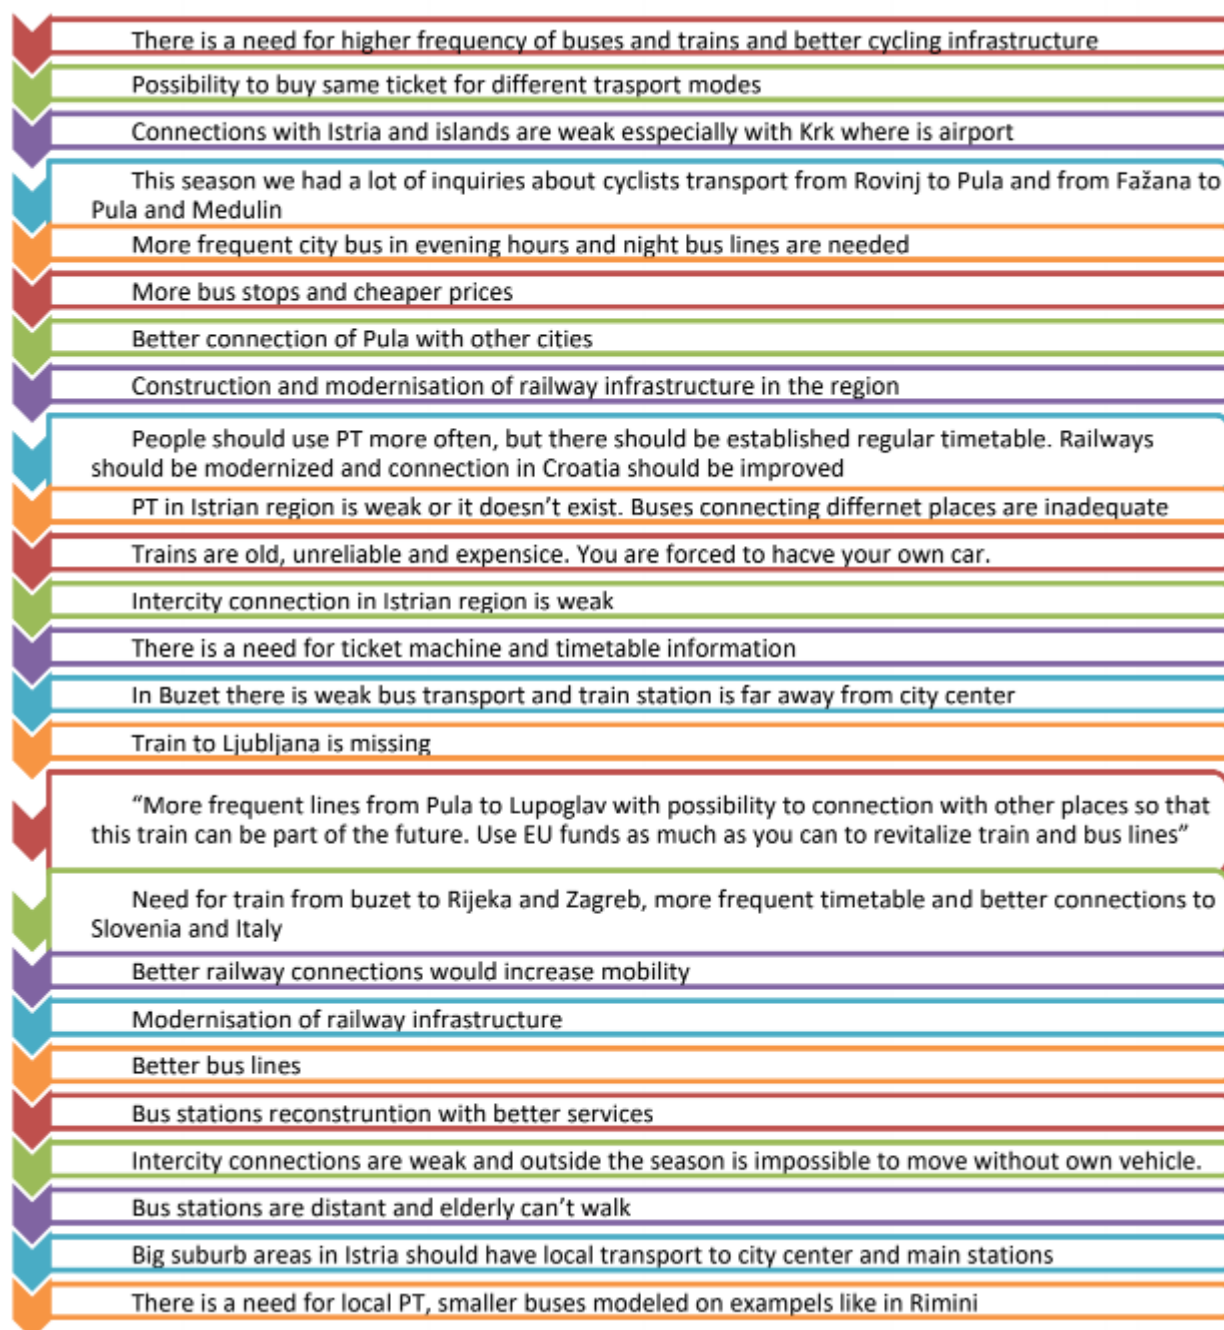 There is a need for higher frequency of buses and trains and better cycling infrastructure
Possibility to buy same ticket for different trasport modes
Connections with Istria and islands are weak esspecially with Krk where is airport
This season we had a lot of inquiries about cyclists transport from Rovinj to Pula and from Fažana to
Pula and Medulin
More frequent city bus in evening hours and night bus lines are needed
More bus stops and cheaper prices
Better connection of Pula with other cities
Construction and modernisation of railway infrastructure in the region
People should use PT more often, but there should be established regular timetable. Railways
should be modernized and connection in Croatia should be improved
PT in Istrian region is weak or it doesn’t exist. Buses connecting differnet places are inadequate
Trains are old, unreliable and expensice. You are forced to hacve your own car.
Intercity connection in Istrian region is weak
There is a need for ticket machine and timetable information
In Buzet there is weak bus transport and train station is far away from city center
Train to Ljubljana is missing
“More frequent lines from Pula to Lupoglav with possibility to connection with other places so that
this train can be part of the future. Use EU funds as much as you can to revitalize train and bus lines”
Need for train from buzet to Rijeka and Zagreb, more frequent timetable and better connections to
Slovenia and Italy
Better railway connections would increase mobility
Modernisation of railway infrastructure
Better bus lines
Bus stations reconstruntion with better services
Intercity connections are weak and outside the season is impossible to move without own vehicle.
Bus stations are distant and elderly can’t walk
Big suburb areas in Istria should have local transport to city center and main stations
There is a need for local PT, smaller buses modeled on exampels like in Rimini